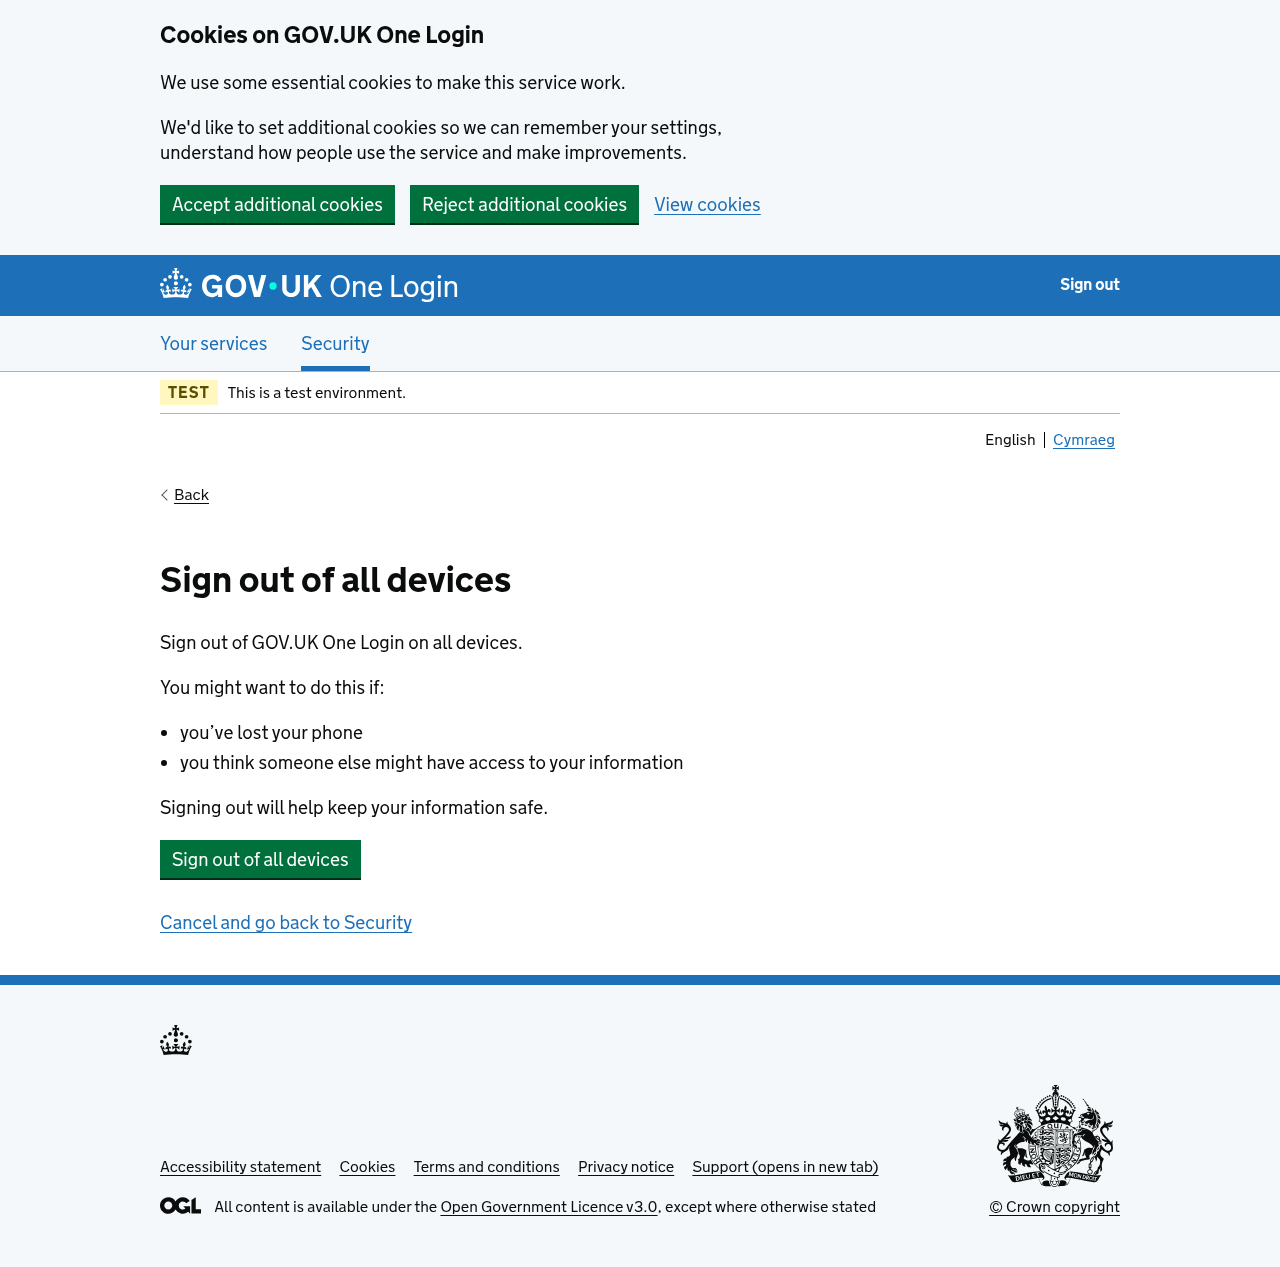 Cookies on GOV.UK One Login
We use some essential cookies to make this service work.
We'd like to set additional cookies so we can remember your settings,
understand how people use the service and make improvements.
Accept additional cookies Reject additional cookies View cookies
GOV·UK One Login Sign out
Your services Security
TEST This is a test environment.
English Cymraeg
Back
Sign out of all devices
Sign out of GOV.UK One Login on all devices.
You might want to do this if:
• you’ve lost your phone
• you think someone else might have access to your information
Signing out will help keep your information safe.
Sign out of all devices
Cancel and go back to Security
Accessibility statement Cookies Terms and conditions Privacy notice Support (opens in new tab)
OGL All content is available under the Open Government Licence v3.0, except where otherwise stated
© Crown copyright